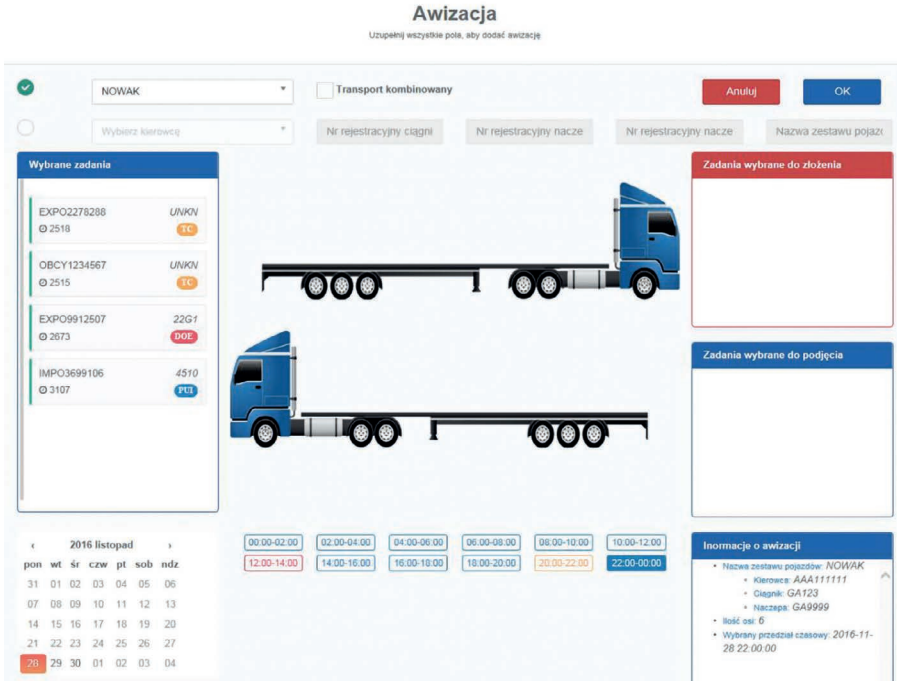 Awizacja
Uzupełnij wszystkie pola, aby dodać awizację
NOWAK
Transport kombinowany
Anuluj
OK
Wybierz kierowcę
Nr rejestracyjny ciągni
Nr rejestracyjny nacze
Nr rejestracyjny nacze
Nazwa zestawu pojazd
Wybrane zadania
EXPO2278288 UNKN
2518 TC
OBCY1234567 UNKN
2515 TC
EXPO9912507 22G1
2673 DOE
IMPO3699106 4510
3107 PUI
Zadania wybrane do złożenia
Zadania wybrane do podjęcia
‹ 2016 listopad ›
pon wt śr czw pt sob ndz
31 01 02 03 04 05 06
07 08 09 10 11 12 13
14 15 16 17 18 19 20
21 22 23 24 25 26 27
28 29 30 01 02 03 04
00:00-02:00 02:00-04:00 04:00-06:00 06:00-08:00 08:00-10:00 10:00-12:00
12:00-14:00 14:00-16:00 16:00-18:00 18:00-20:00 20:00-22:00 22:00-00:00
Inormacje o awizacji
• Nazwa zestawu pojazdów: NOWAK
• Kierowca: AAA111111
• Ciągnik: GA123
• Naczepa: GA9999
• Ilość osi: 6
• Wybrany przedział czasowy: 2016-11-
28 22:00:00